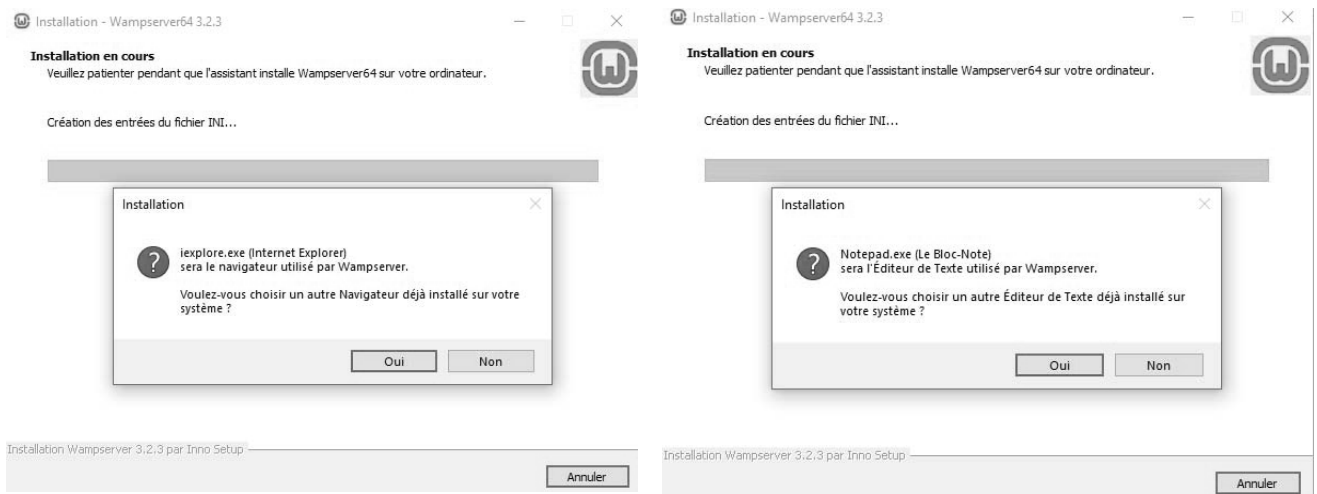 Installation - Wampserver64 3.2.3
Installation en cours
Veuillez patienter pendant que l'assistant installe Wampserver64 sur votre ordinateur.
Création des entrées du fichier INI...
Installation
iexplore.exe (Internet Explorer)
sera le navigateur utilisé par Wampserver.
Voulez-vous choisir un autre Navigateur déjà installé sur votre
système ?
Oui
Non
Installation Wampserver 3.2.3 par Inno Setup
Annuler
Installation - Wampserver64 3.2.3
Installation en cours
Veuillez patienter pendant que l'assistant installe Wampserver64 sur votre ordinateur.
Création des entrées du fichier INI...
Installation
Notepad.exe (Le Bloc-Note)
sera l'Éditeur de Texte utilisé par Wampserver.
Voulez-vous choisir un autre Éditeur de Texte déjà installé sur
votre système ?
Oui
Non
Installation Wampserver 3.2.3 par Inno Setup
Annuler